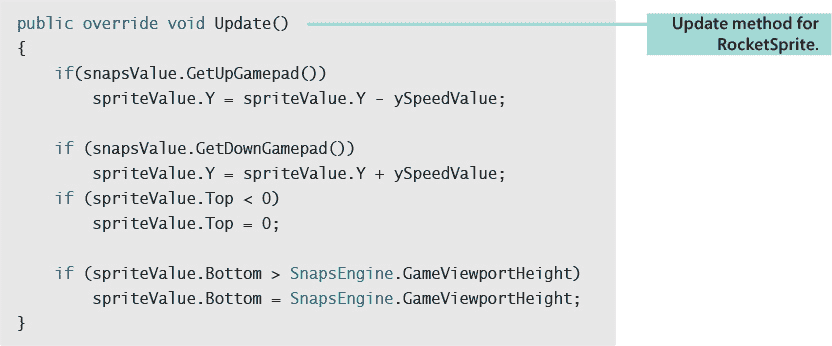 public override void Update()
Update method for
RocketSprite.
{
    if(snapsValue.GetUpGamepad())
        spriteValue.Y = spriteValue.Y - ySpeedValue;

    if (snapsValue.GetDownGamepad())
        spriteValue.Y = spriteValue.Y + ySpeedValue;
    if (spriteValue.Top < 0)
        spriteValue.Top = 0;

    if (spriteValue.Bottom > SnapsEngine.GameViewportHeight)
        spriteValue.Bottom = SnapsEngine.GameViewportHeight;
}